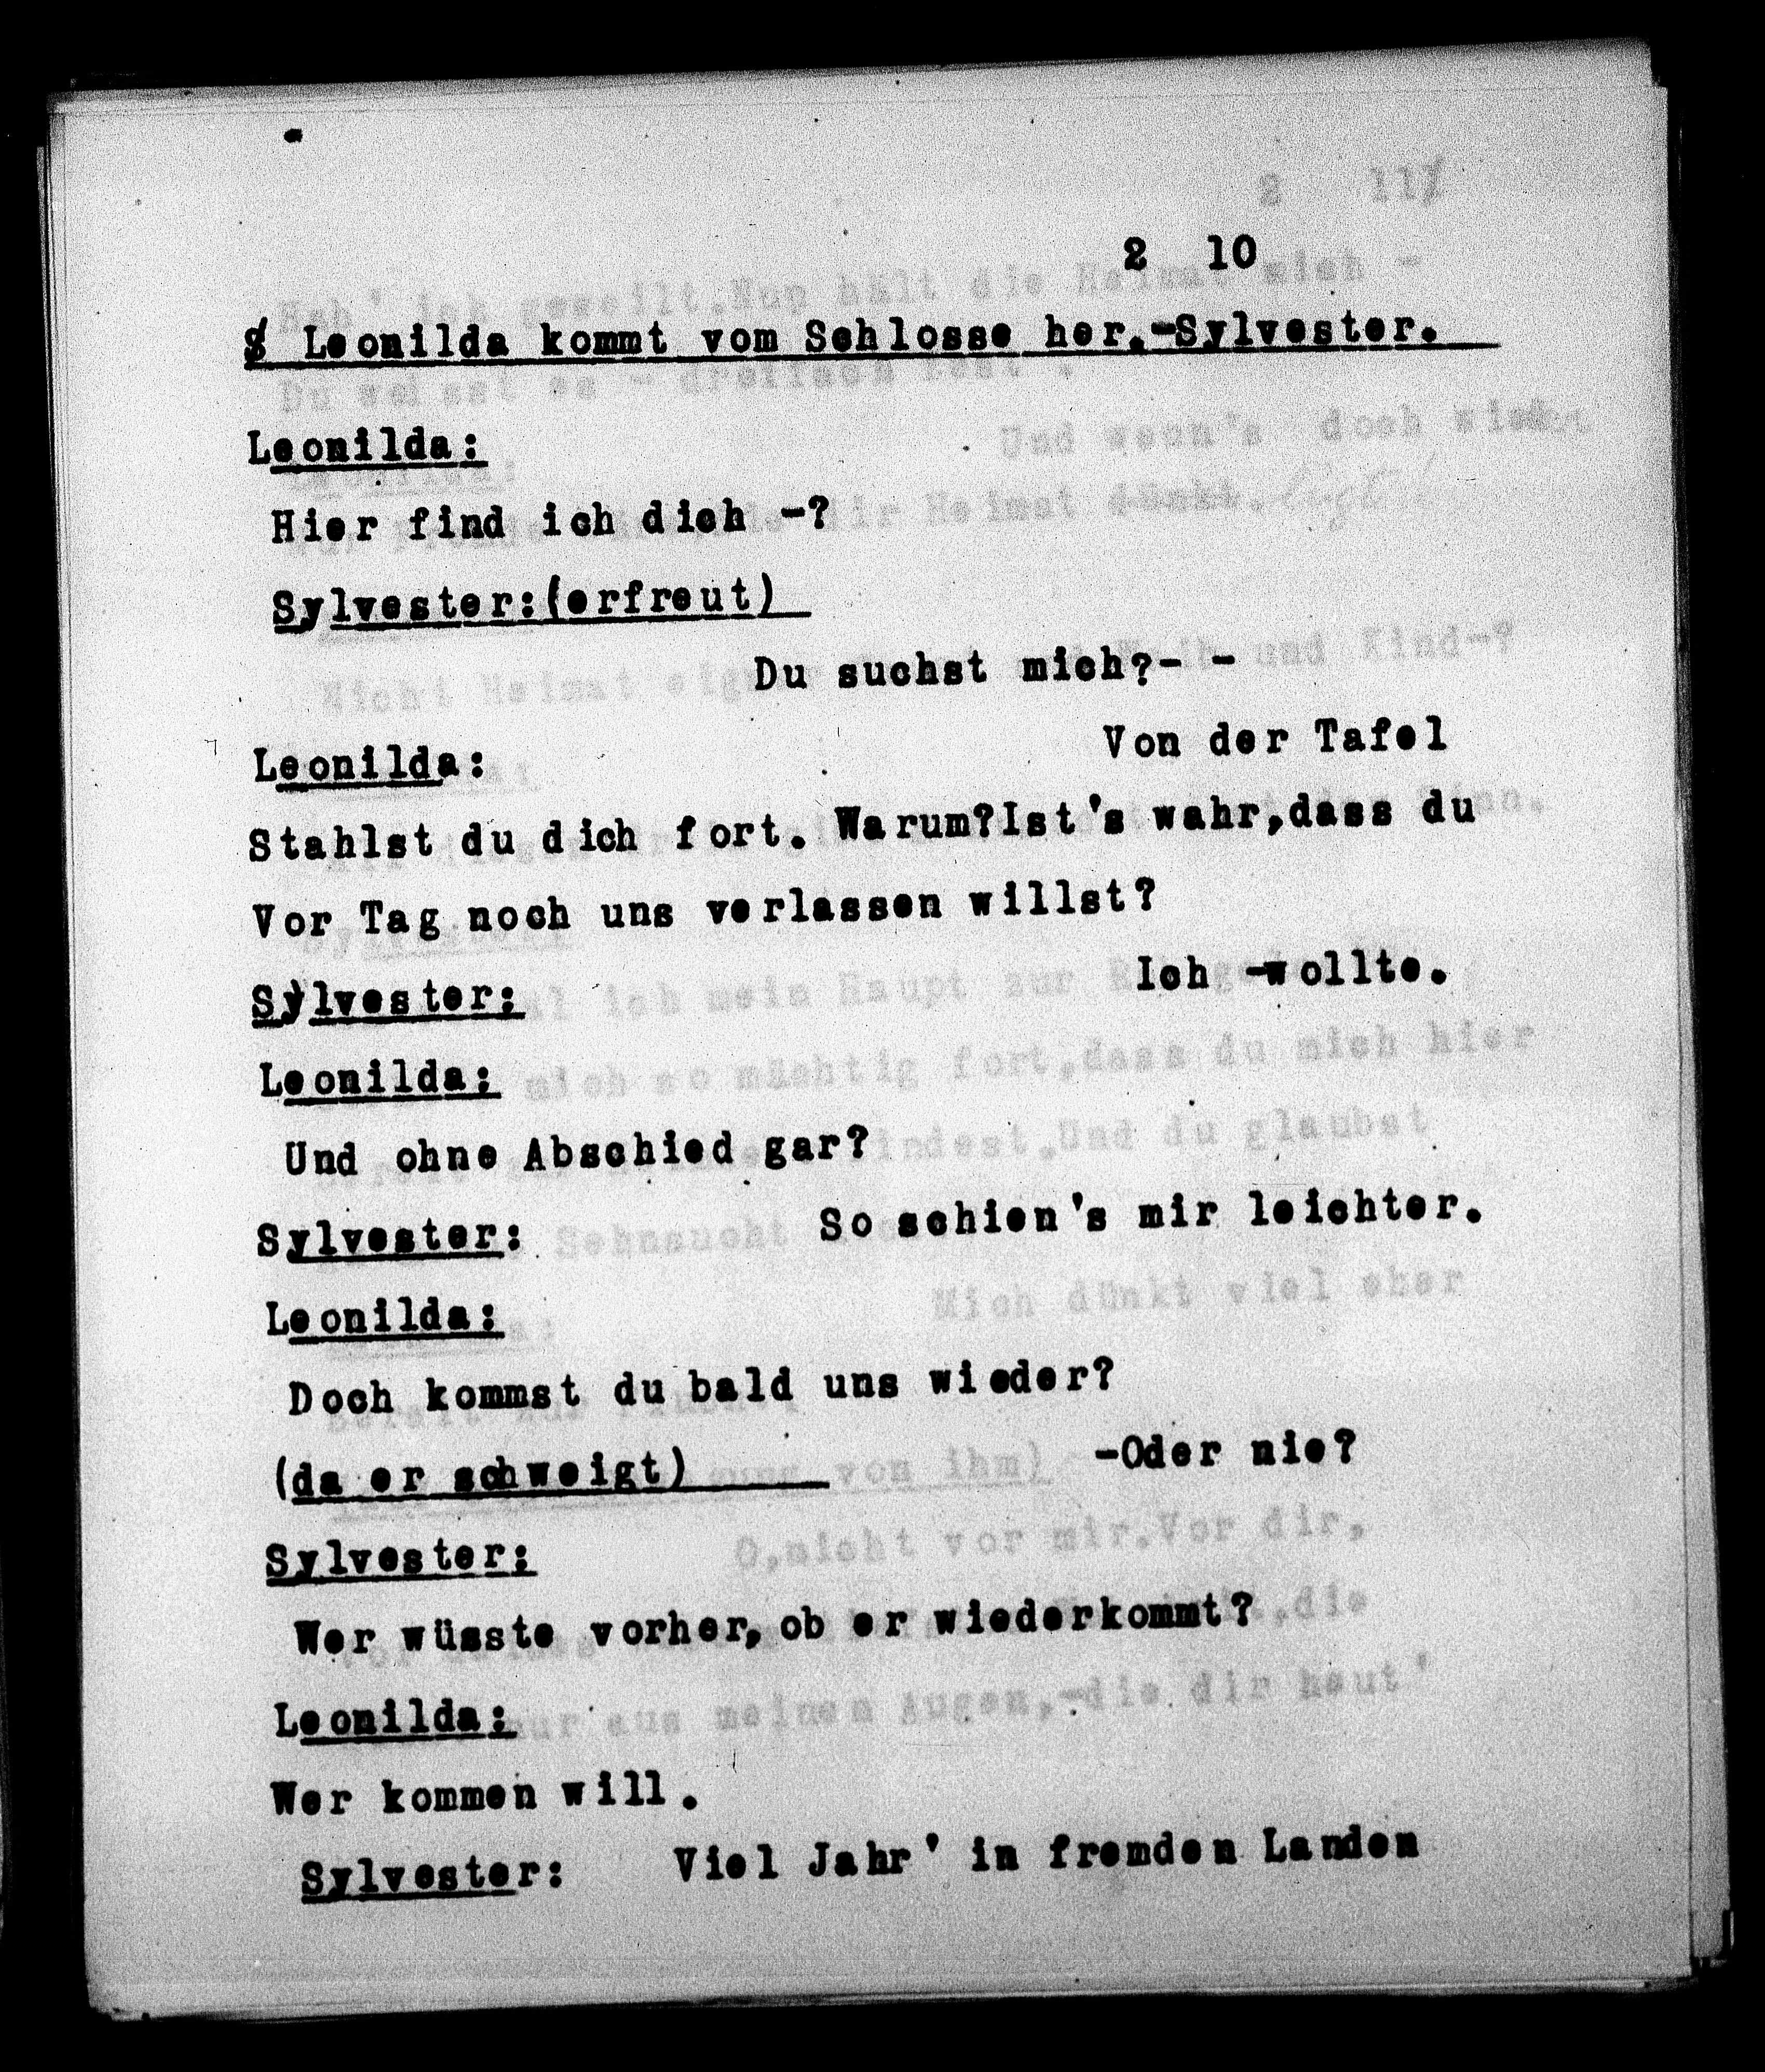 2 10
Leonilda kommt vom Schlosse her.-Sylvester.
Leonilda:
Hier find ich dich -?
Sylvester:(erfreut)
Du suchst mich?- -
Leonilda: Von der Tafel
Stahlst du dich fort. Warum?Ist's wahr,dass du
Vor Tag noch uns verlassen willst?
Sylvester: Ich -wollte.
Leonilda:
Und ohne Abschied gar?
Sylvester: So schien's mir leichter.
Leonilda:
Doch kommst du bald uns wieder?
(da er schweigt) -Oder nie?
Sylvester:
Wer wüsste vorher, ob er wiederkommt?
Leonilda:
Wer kommen will.
Sylvester: Viel Jahr' in fremden Landen